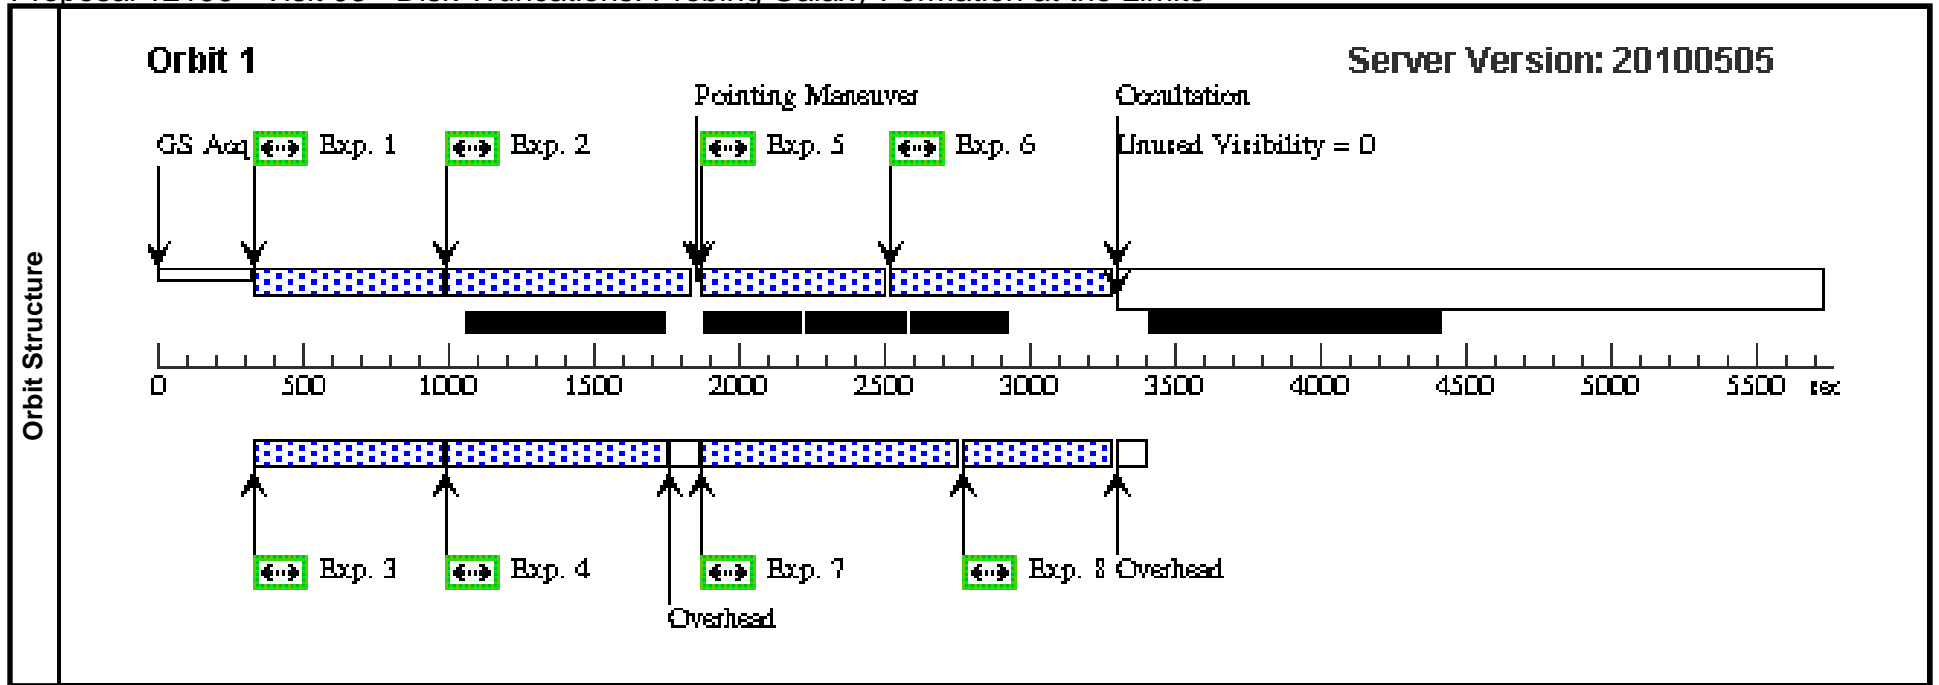 Orbit Structure
Orbit 1
Server Version: 20100505
Pointing Maneuver
Occultation
GS Acq
Exp. 1
Exp. 2
Exp. 5
Exp. 6
Unused Visibility = 0
0 500 1000 1500 2000 2500 3000 3500 4000 4500 5000 5500 sec
Exp. 3
Exp. 4
Exp. 7
Exp. 8
Overhead
Overhead